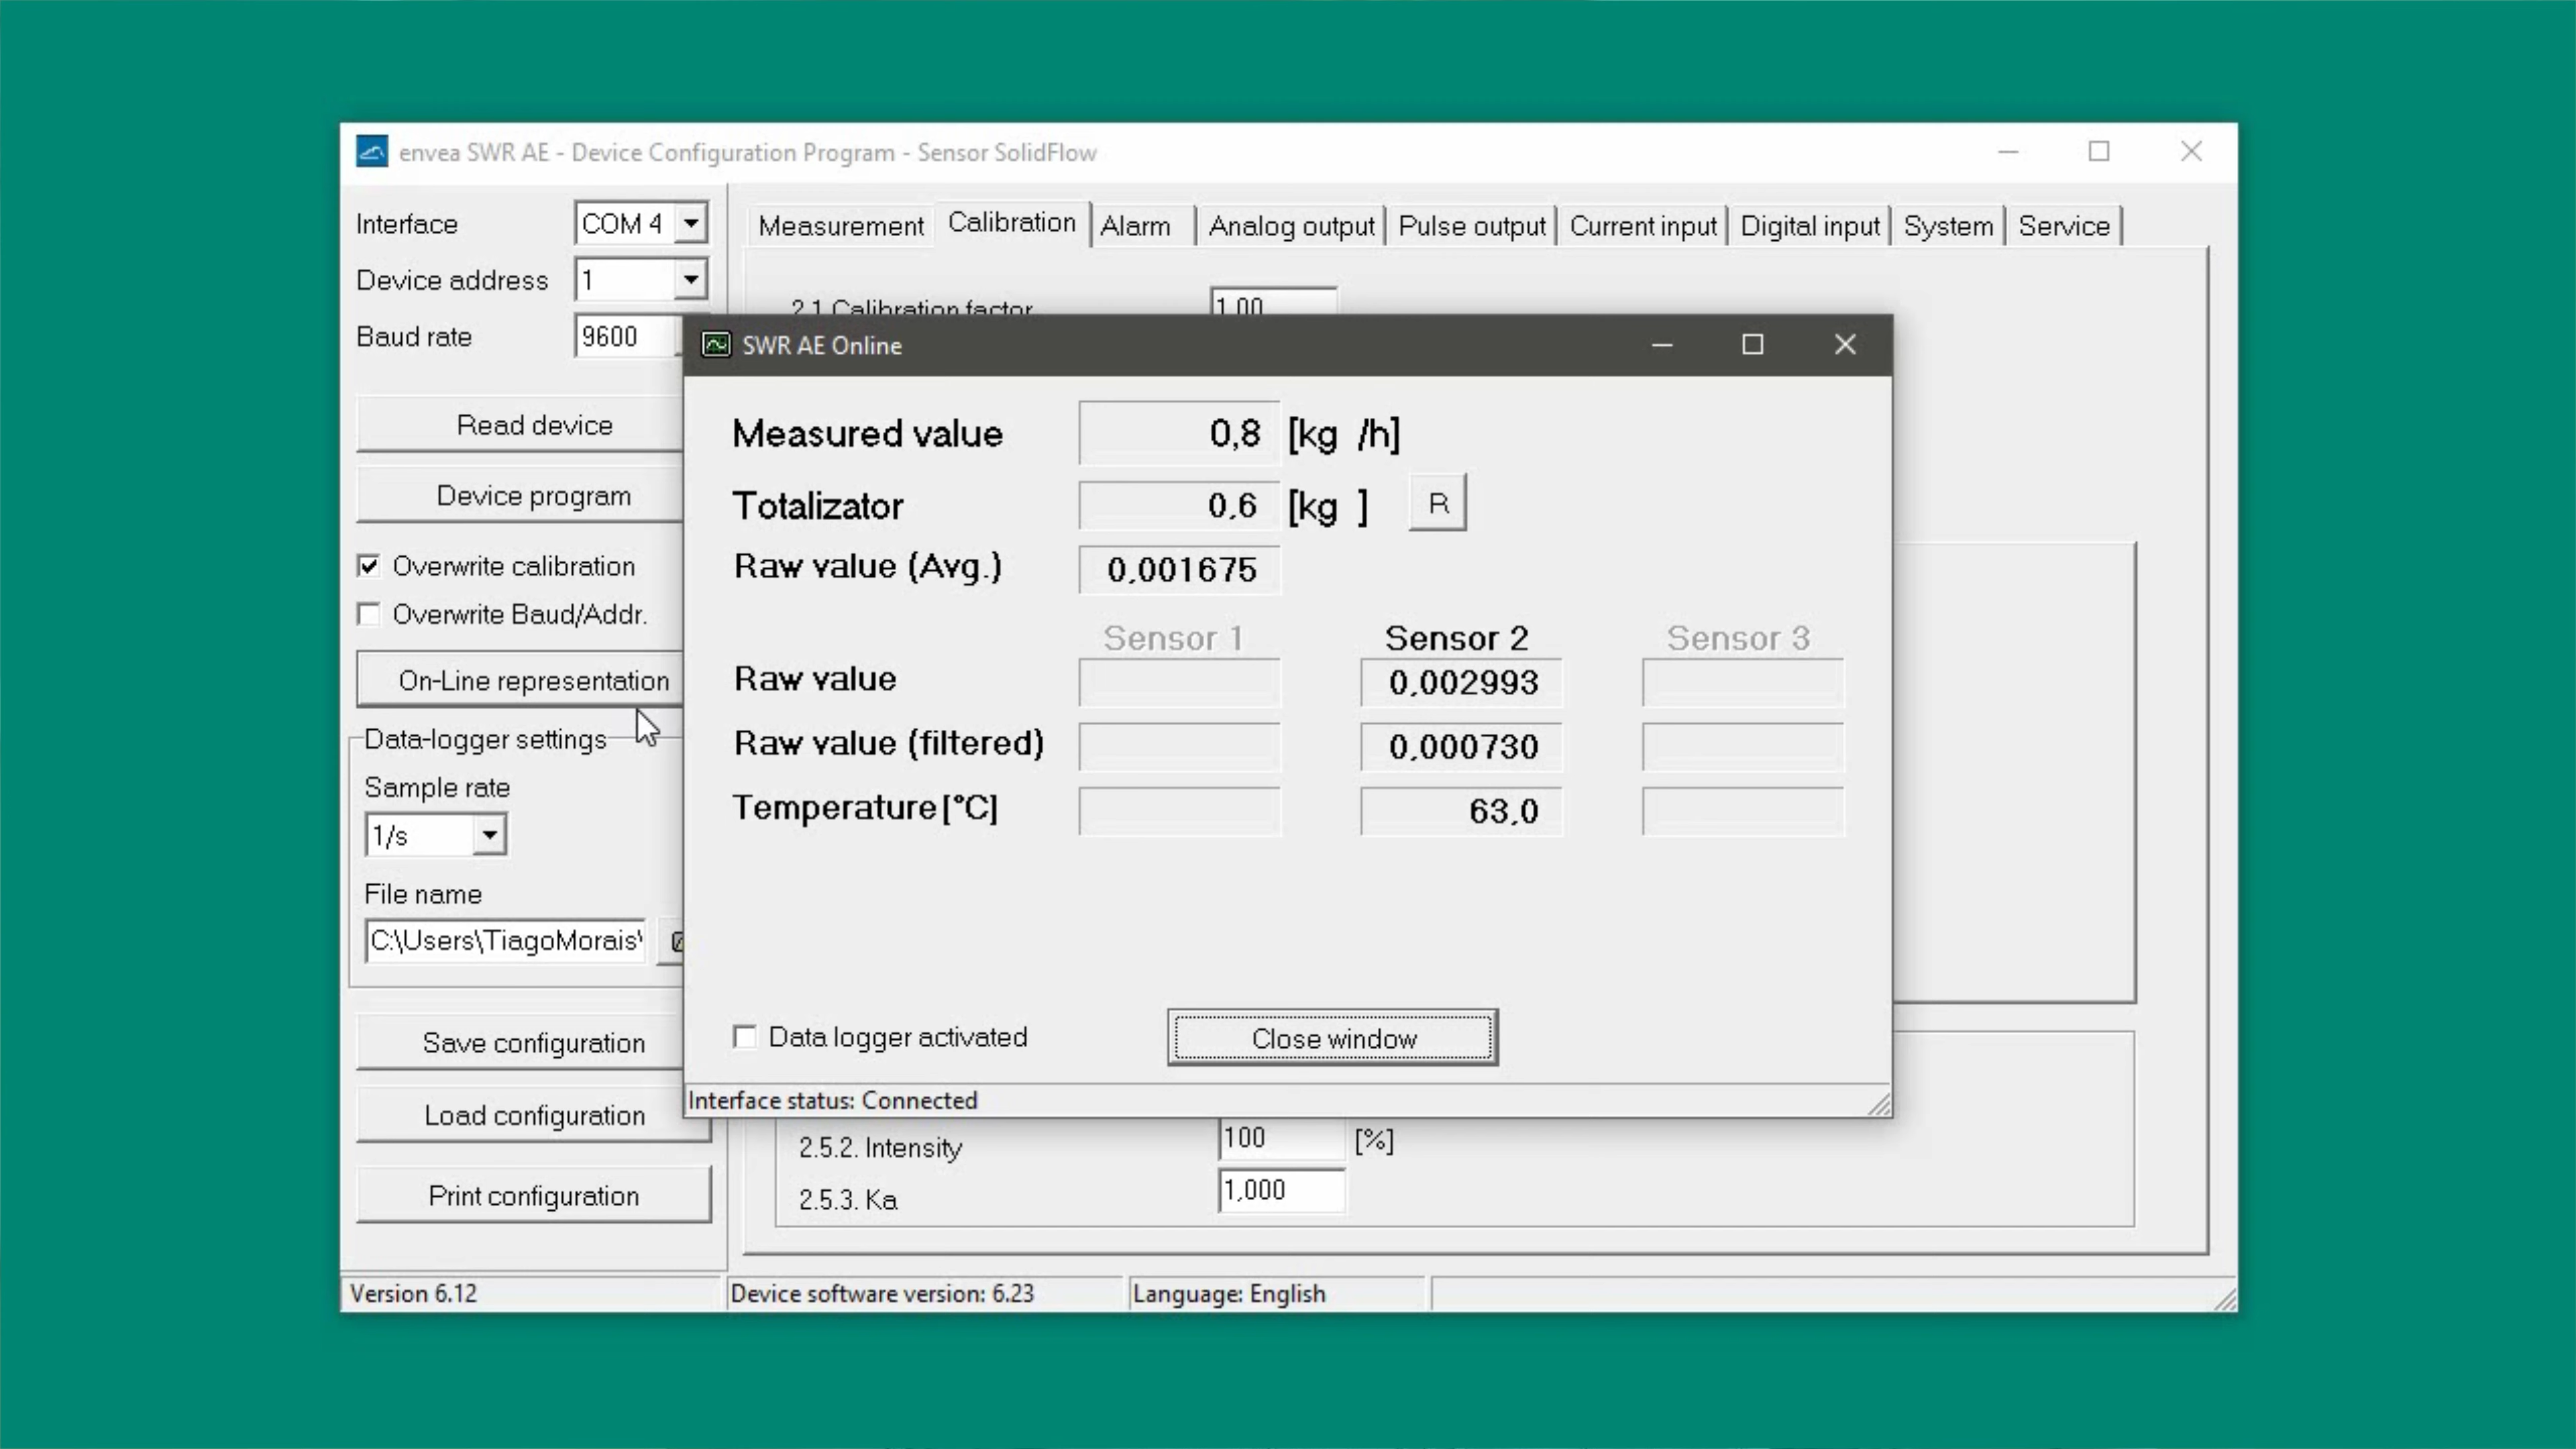 envea SWR AE - Device Configuration Program - Sensor SolidFlow
Interface
COM 4
Device address
1
Baud rate
9600
Read device
Device program
Overwrite calibration
Overwrite Baud/Addr.
On-Line representation
Data-logger settings
Sample rate
1/s
File name
C:\Users\TiagoMorais\
Save configuration
Load configuration
Print configuration
Measurement
Calibration
Alarm
Analog output
Pulse output
Current input
Digital input
System
Service
2.1 Calibration factor
1,00
SWR AE Online
Measured value
0,8
[kg /h]
Totalizator
0,6
[kg ]
R
Raw value (Avg.)
0,001675
Sensor 1
Sensor 2
Sensor 3
Raw value
0,002993
Raw value (filtered)
0,000730
Temperature[°C]
63,0
Data logger activated
Close window
Interface status: Connected
2.5.2. Intensity
100
[%]
2.5.3. Ka
1,000
Version 6.12
Device software version: 6.23
Language: English